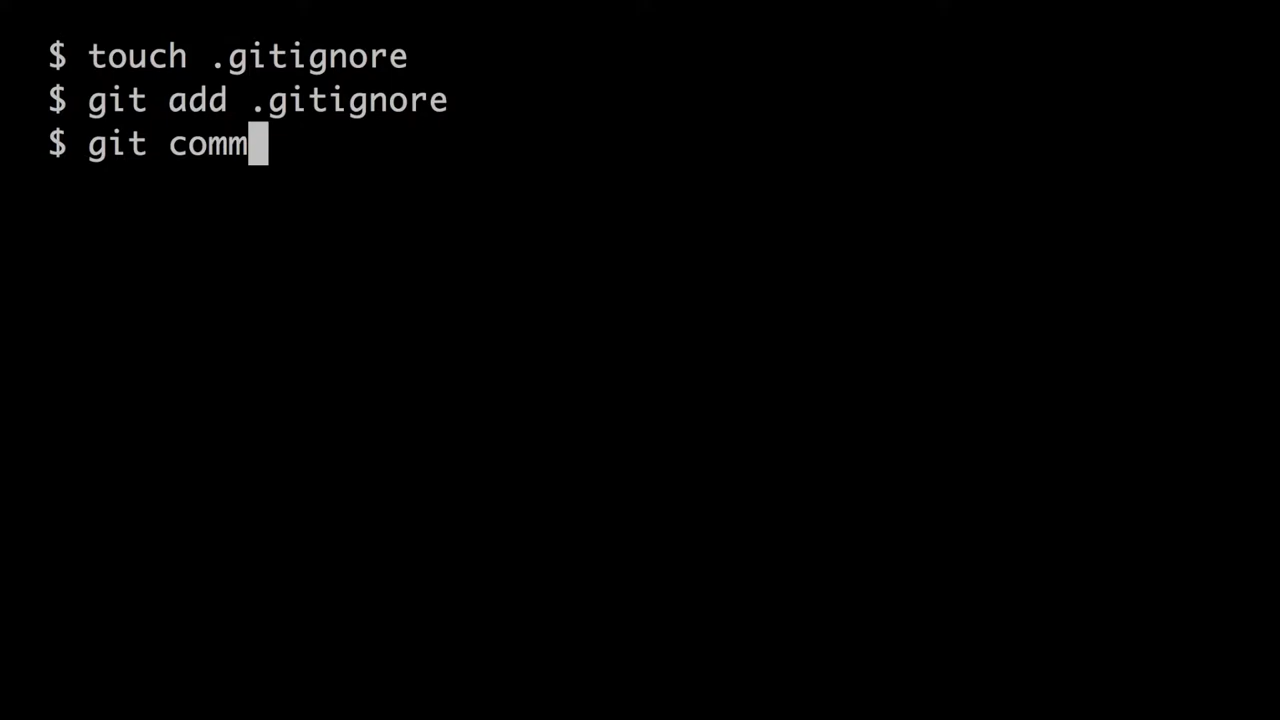 $ touch .gitignore
$ git add .gitignore
$ git comm